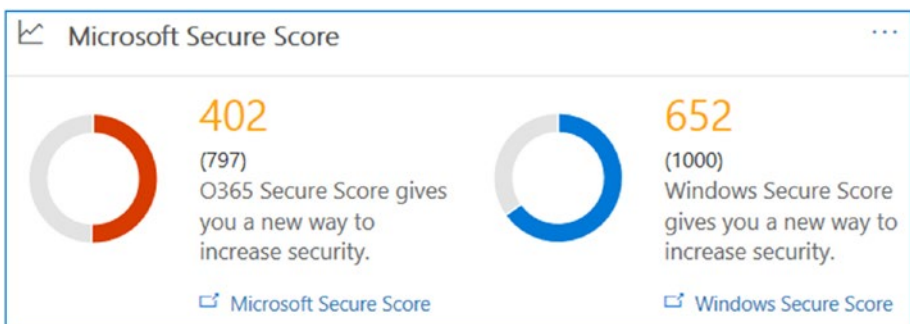 Microsoft Secure Score
...
402
(797)
O365 Secure Score gives
you a new way to
increase security.
Microsoft Secure Score
652
(1000)
Windows Secure Score
gives you a new way to
increase security.
Windows Secure Score